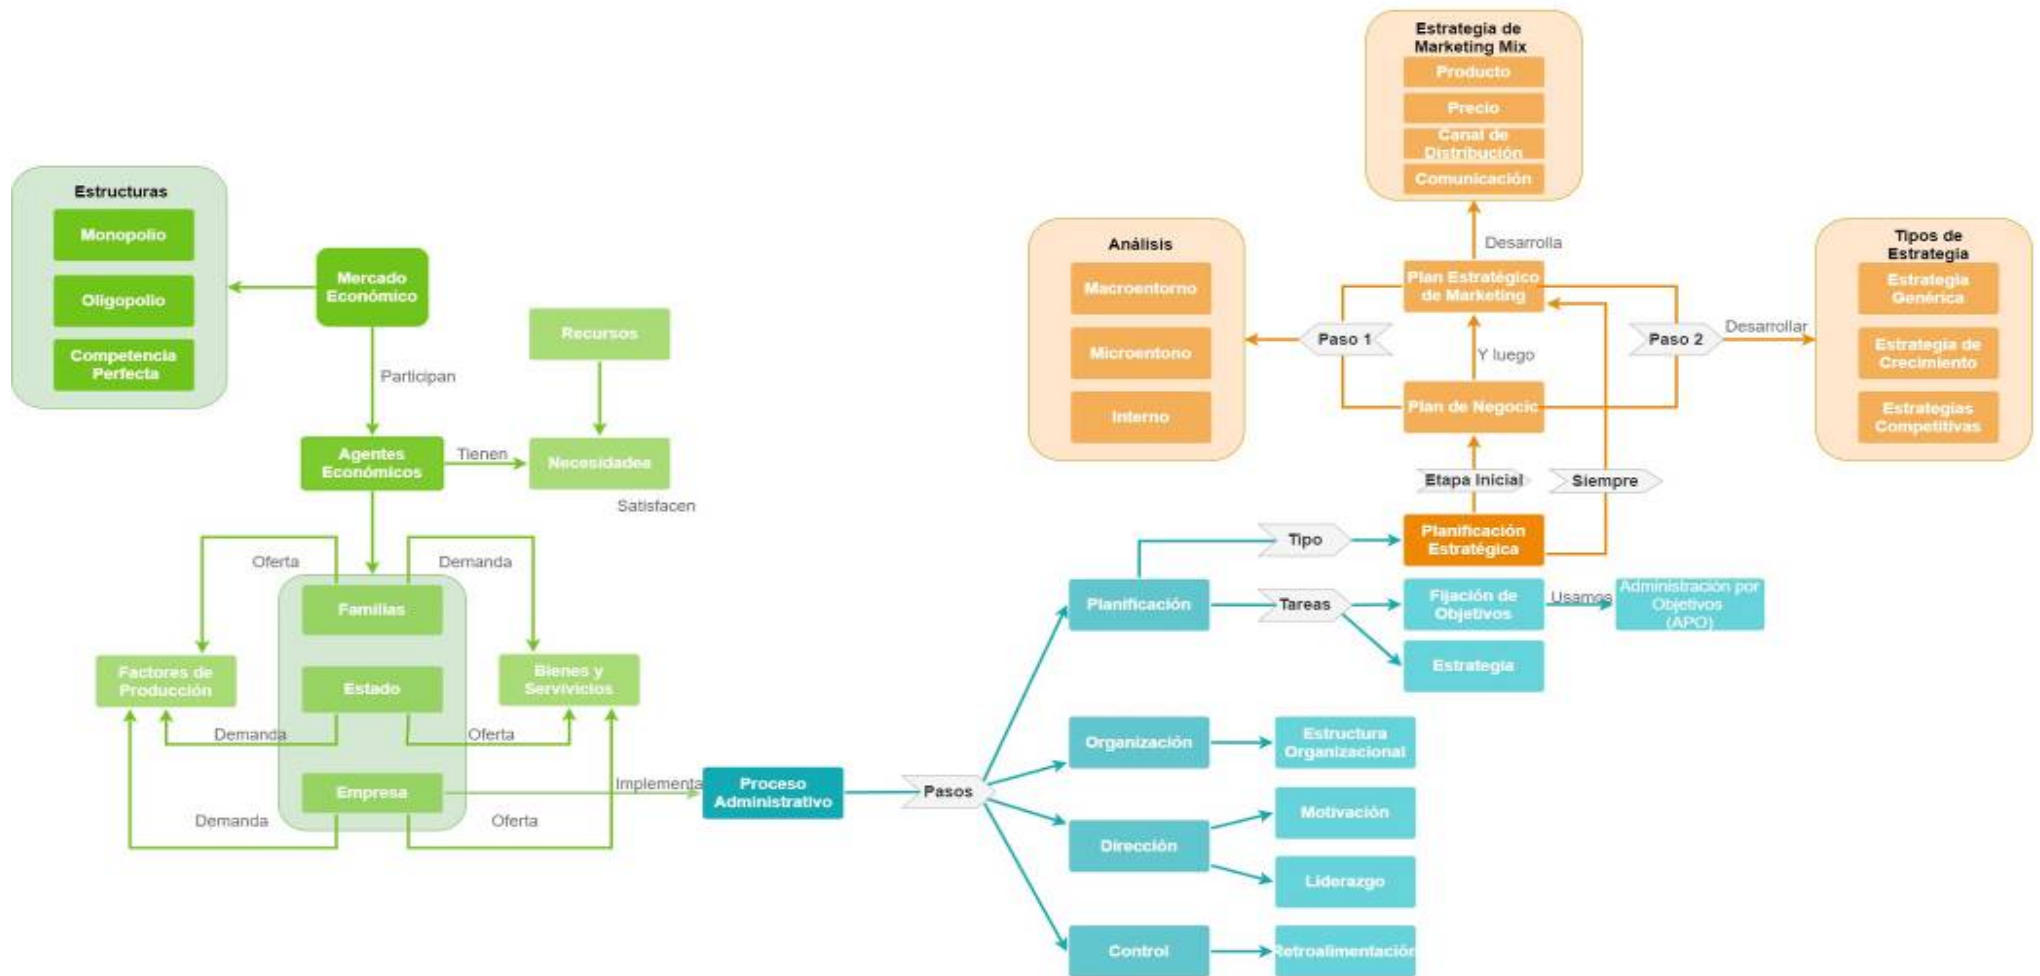 Estrategia de
Marketing Mix
Producto
Precio
Canal de
Distribución
Comunicación
Estructuras
Monopolio
Oligopolio
Competencia
Perfecta
Mercado
Económico
Participan
Recursos
Agentes
Económicos
Tienen
Necesidadea
Satisfacen
Oferta
Demanda
Familias
Factores de
Producción
Estado
Bienes y
Servivicios
Demanda
Oferta
Empresa
Demanda
Oferta
Implementa
Proceso
Administrativo
Pasos
Análisis
Macroentorno
Microentono
Interno
Desarrolla
Plan Estratégico
de Marketing
Paso 1
Y luego
Paso 2
Desarrollar
Plan de Negocic
Tipos de
Estrategia
Estrategia
Genérica
Estrategia de
Crecimiento
Estrategias
Competitivas
Etapa Inicial
Siempre
Tipo
Planificación
Estratégica
Planificación
Tareas
Fijación de
Objetivos
Usamos
Administración por
Objetivos
(APO)
Estrategia
Organización
Estructura
Organizacional
Dirección
Motivación
Liderazgo
Control
Retroalimentación